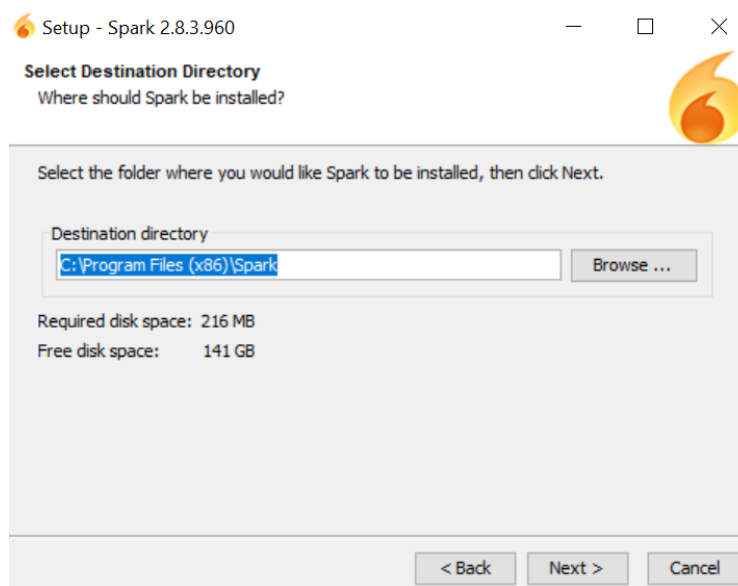 Setup - Spark 2.8.3.960
Select Destination Directory
Where should Spark be installed?
Select the folder where you would like Spark to be installed, then click Next.
Destination directory
C:\Program Files (x86)\Spark
Browse ...
Required disk space: 216 MB
Free disk space: 141 GB
< Back Next > Cancel